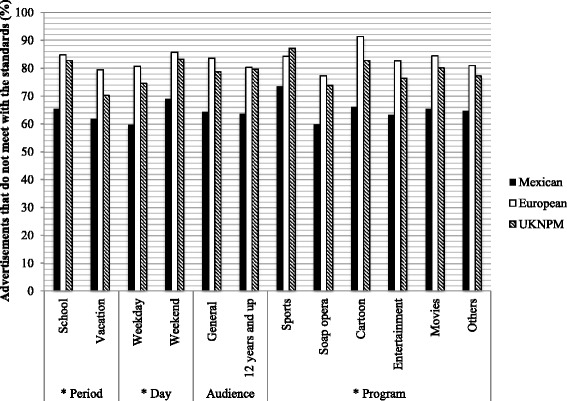 Advertisements that do not meet with the standards (%)
100
90
80
70
60
50
40
30
20
10
0
School
Vacation
Weekday
Weekend
General
12 years and up
Sports
Soap opera
Cartoon
Entertainment
Movies
Others
* Period
* Day
Audience
* Program
Mexican
European
UKNPM